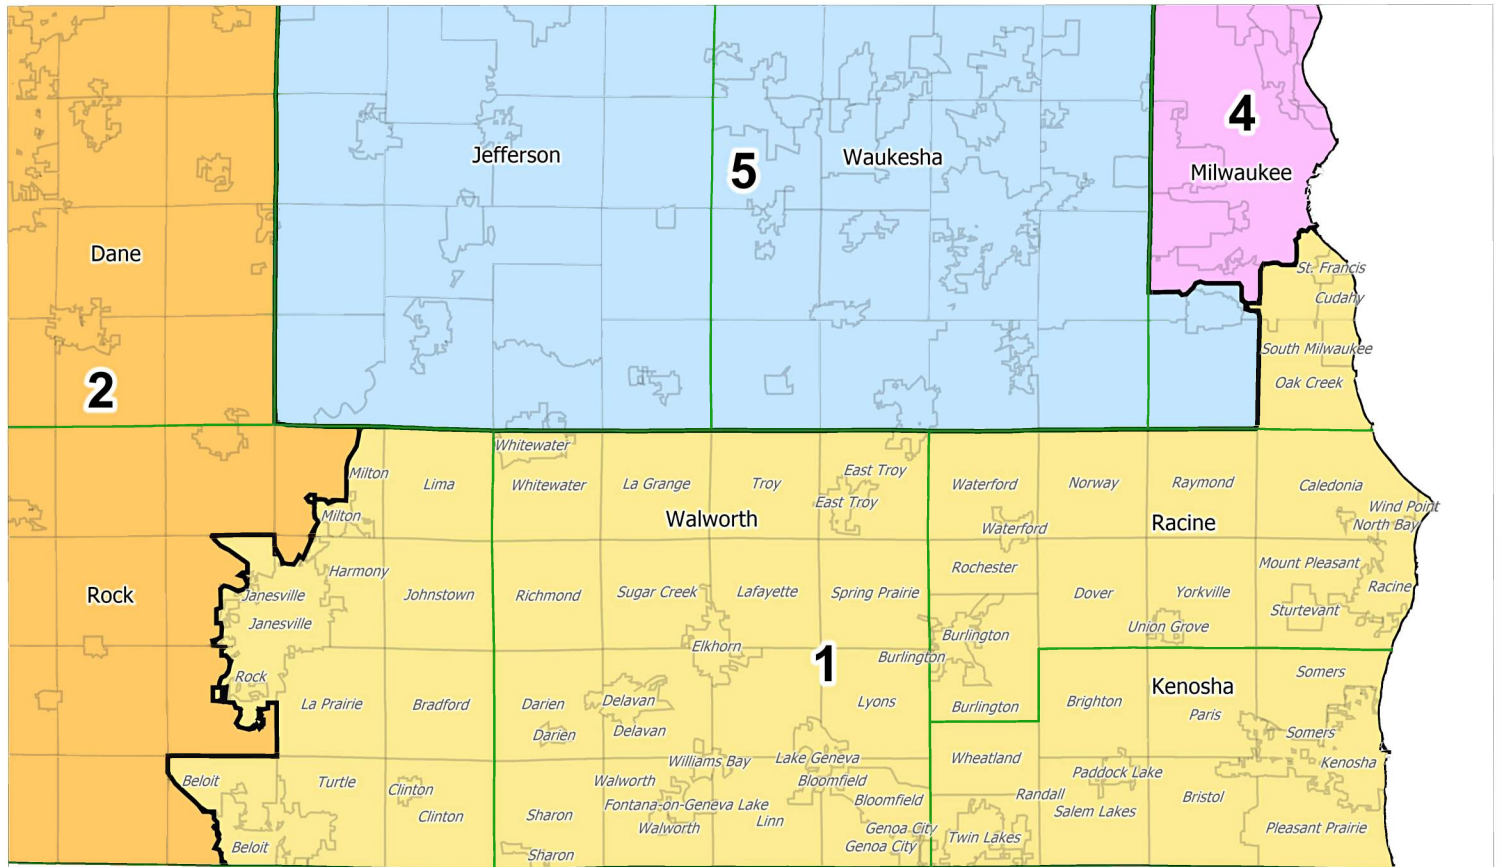 4
Jefferson
5
Waukesha
Milwaukee
Dane
St. Francis
Cudahy
South Milwaukee
2
Oak Creek
Whitewater
Milton
Lima
Whitewater
La Grange
Troy
East Troy
East Troy
Waterford
Norway
Raymond
Caledonia
Wind Point
North Bay
Milton
Walworth
Waterford
Racine
Harmony
Rochester
Mount Pleasant
Rock
Janesville
Johnstown
Richmond
Sugar Creek
Lafayette
Spring Prairie
Dover
Yorkville
Racine
Sturtevant
Janesville
Union Grove
Elkhorn
Burlington
Burlington
1
Rock
Somers
Kenosha
La Prairie
Bradford
Darien
Delavan
Lyons
Burlington
Brighton
Paris
Darien
Delavan
Somers
Williams Bay
Lake Geneva
Wheatland
Kenosha
Beloit
Turtle
Clinton
Walworth
Bloomfield
Paddock Lake
Randall
Bristol
Fontana-on-Geneva Lake
Bloomfield
Salem Lakes
Clinton
Sharon
Linn
Walworth
Genoa City
Pleasant Prairie
Beloit
Genoa City
Twin Lakes
Sharon